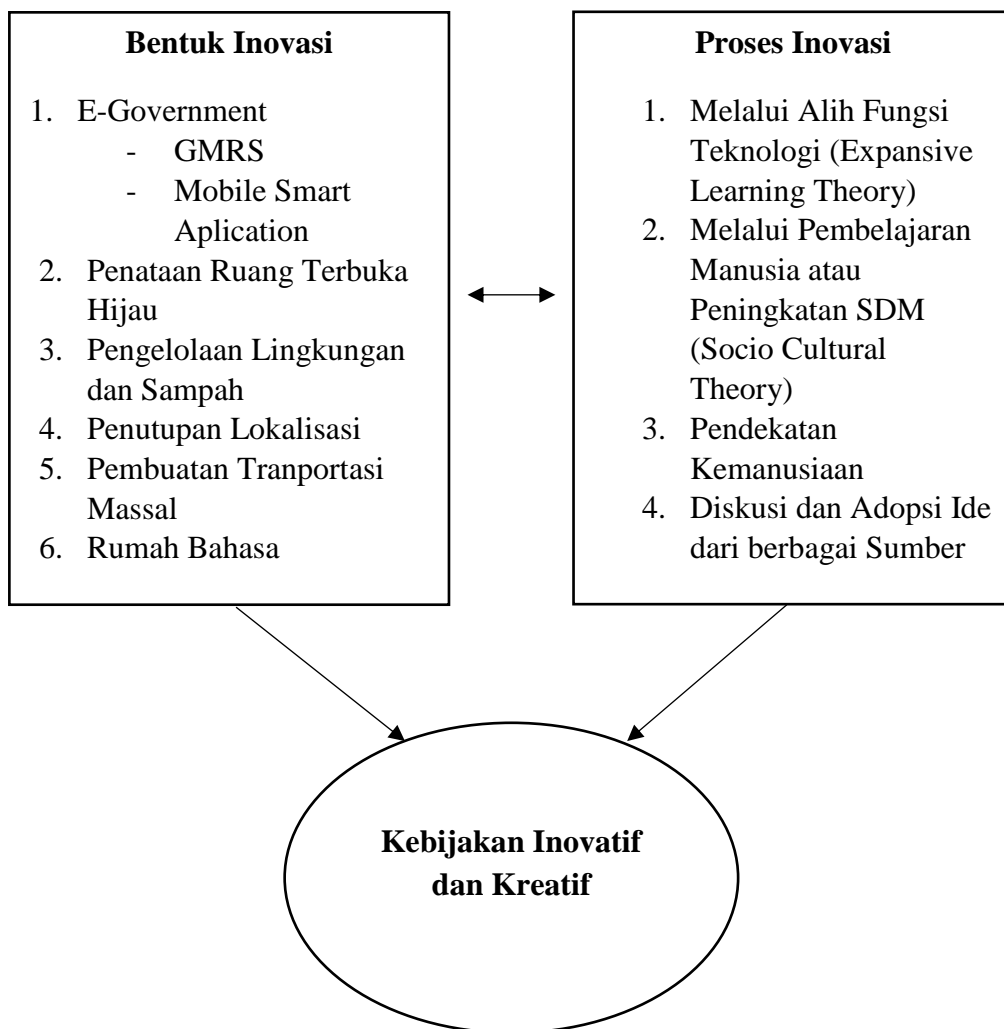 Bentuk Inovasi
1. E-Government
- GMRS
- Mobile Smart
Aplication
2. Penataan Ruang Terbuka
Hijau
3. Pengelolaan Lingkungan
dan Sampah
4. Penutupan Lokalisasi
5. Pembuatan Tranportasi
Massal
6. Rumah Bahasa
Proses Inovasi
1. Melalui Alih Fungsi
Teknologi (Expansive
Learning Theory)
2. Melalui Pembelajaran
Manusia atau
Peningkatan SDM
(Socio Cultural
Theory)
3. Pendekatan
Kemanusiaan
4. Diskusi dan Adopsi Ide
dari berbagai Sumber
Kebijakan Inovatif
dan Kreatif